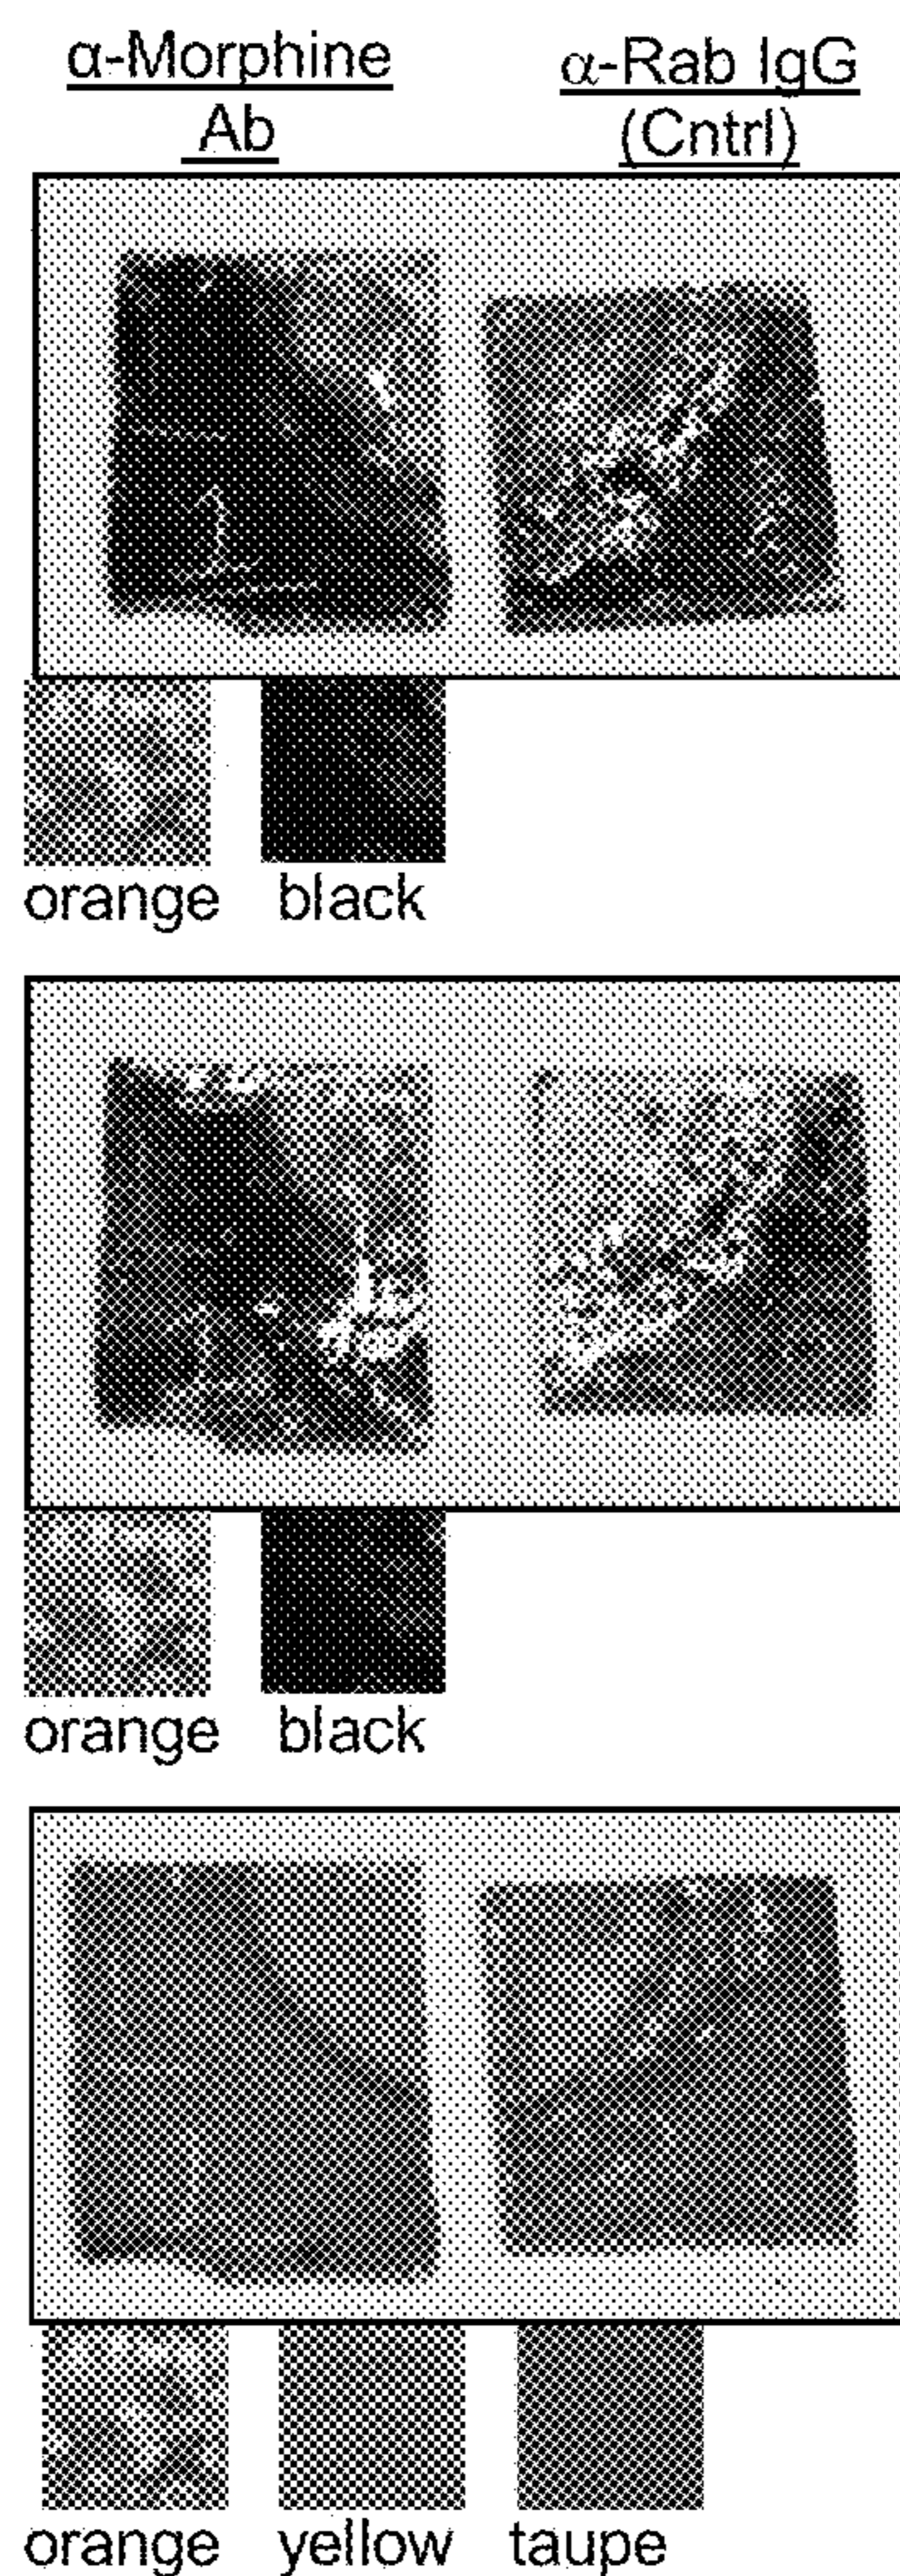 α-Morphine
Ab
α-Rab IgG
(Cntrl)
orange black
orange black
orange yellow taupe